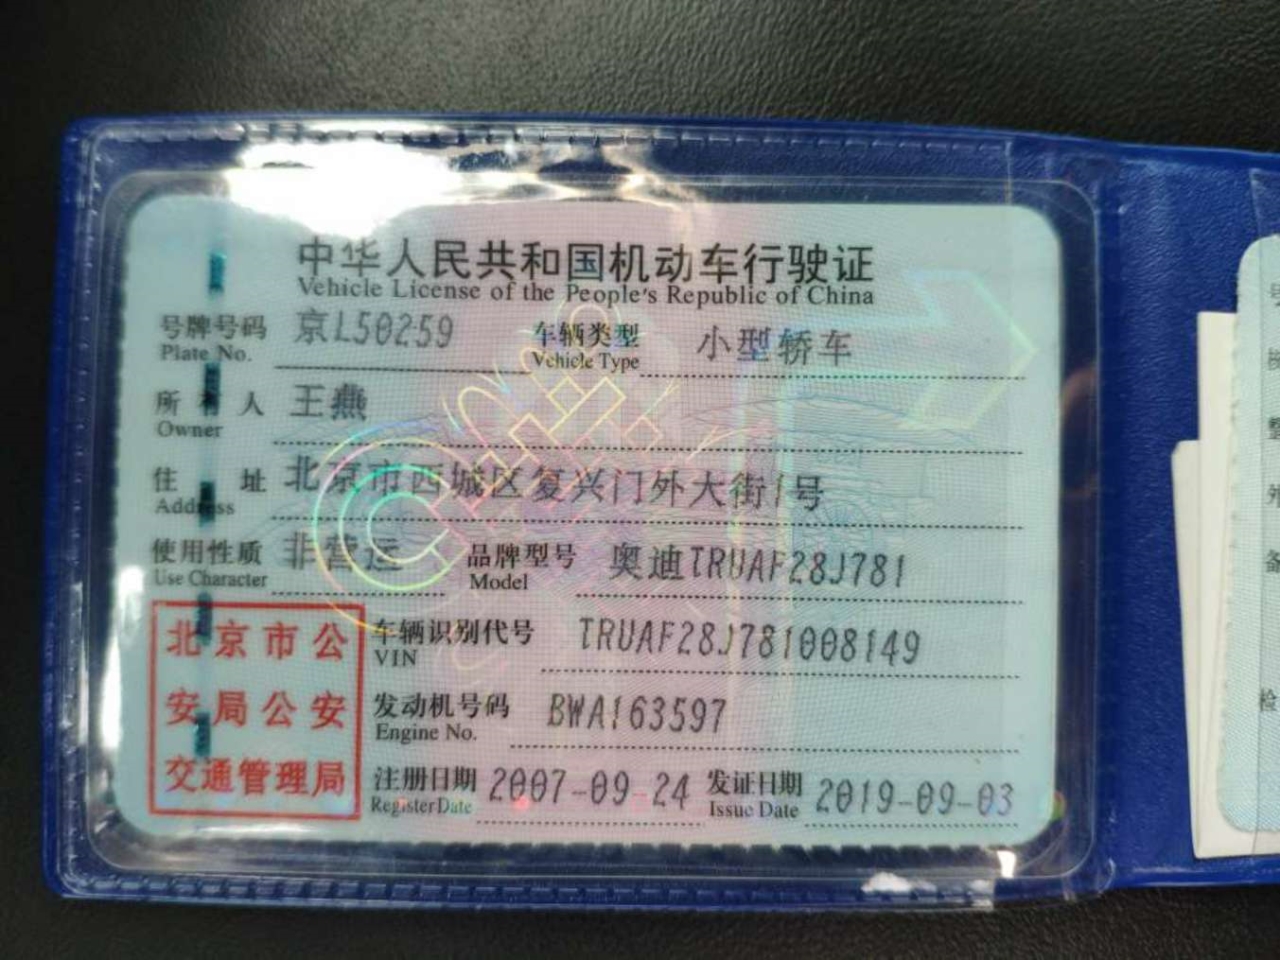 中华人民共和国机动车行驶证
Vehicle License of the People's Republic of China
号牌号码 京L50259 车辆类型 小型轿车
Plate No. Vehicle Type
所有人 王燕
Owner
住址 北京市西城区复兴门外大街1号
Address
使用性质 非营运 品牌型号 奥迪TRUAF28J781
Use Character Model
北京市公 车辆识别代号 TRUAF28J781008149
VIN
安局公安 发动机号码 BWA163597
Engine No.
交通管理局 注册日期 2007-09-24 发证日期 2019-09-03
Register Date Issue Date